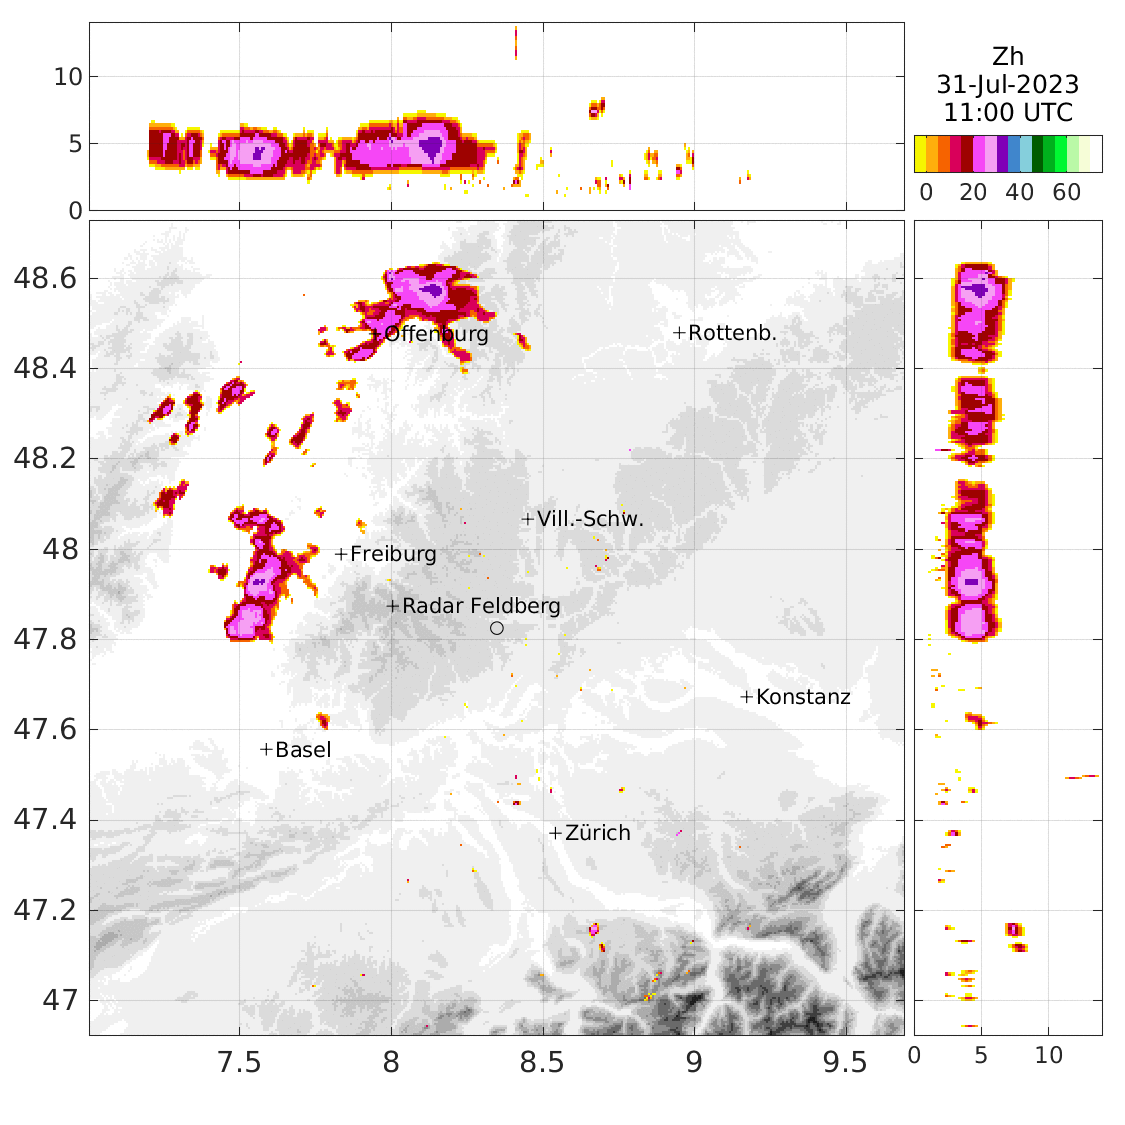 Zh
31-Jul-2023
11:00 UTC
0 20 40 60
10
5
0
48.6
48.4
48.2
48
47.8
47.6
47.4
47.2
47
+Offenburg
+Rottenb.
+Vill.-Schw.
+Freiburg
+Radar Feldberg
+Konstanz
+Basel
+Zürich
7.5 8 8.5 9 9.5
0 5 10